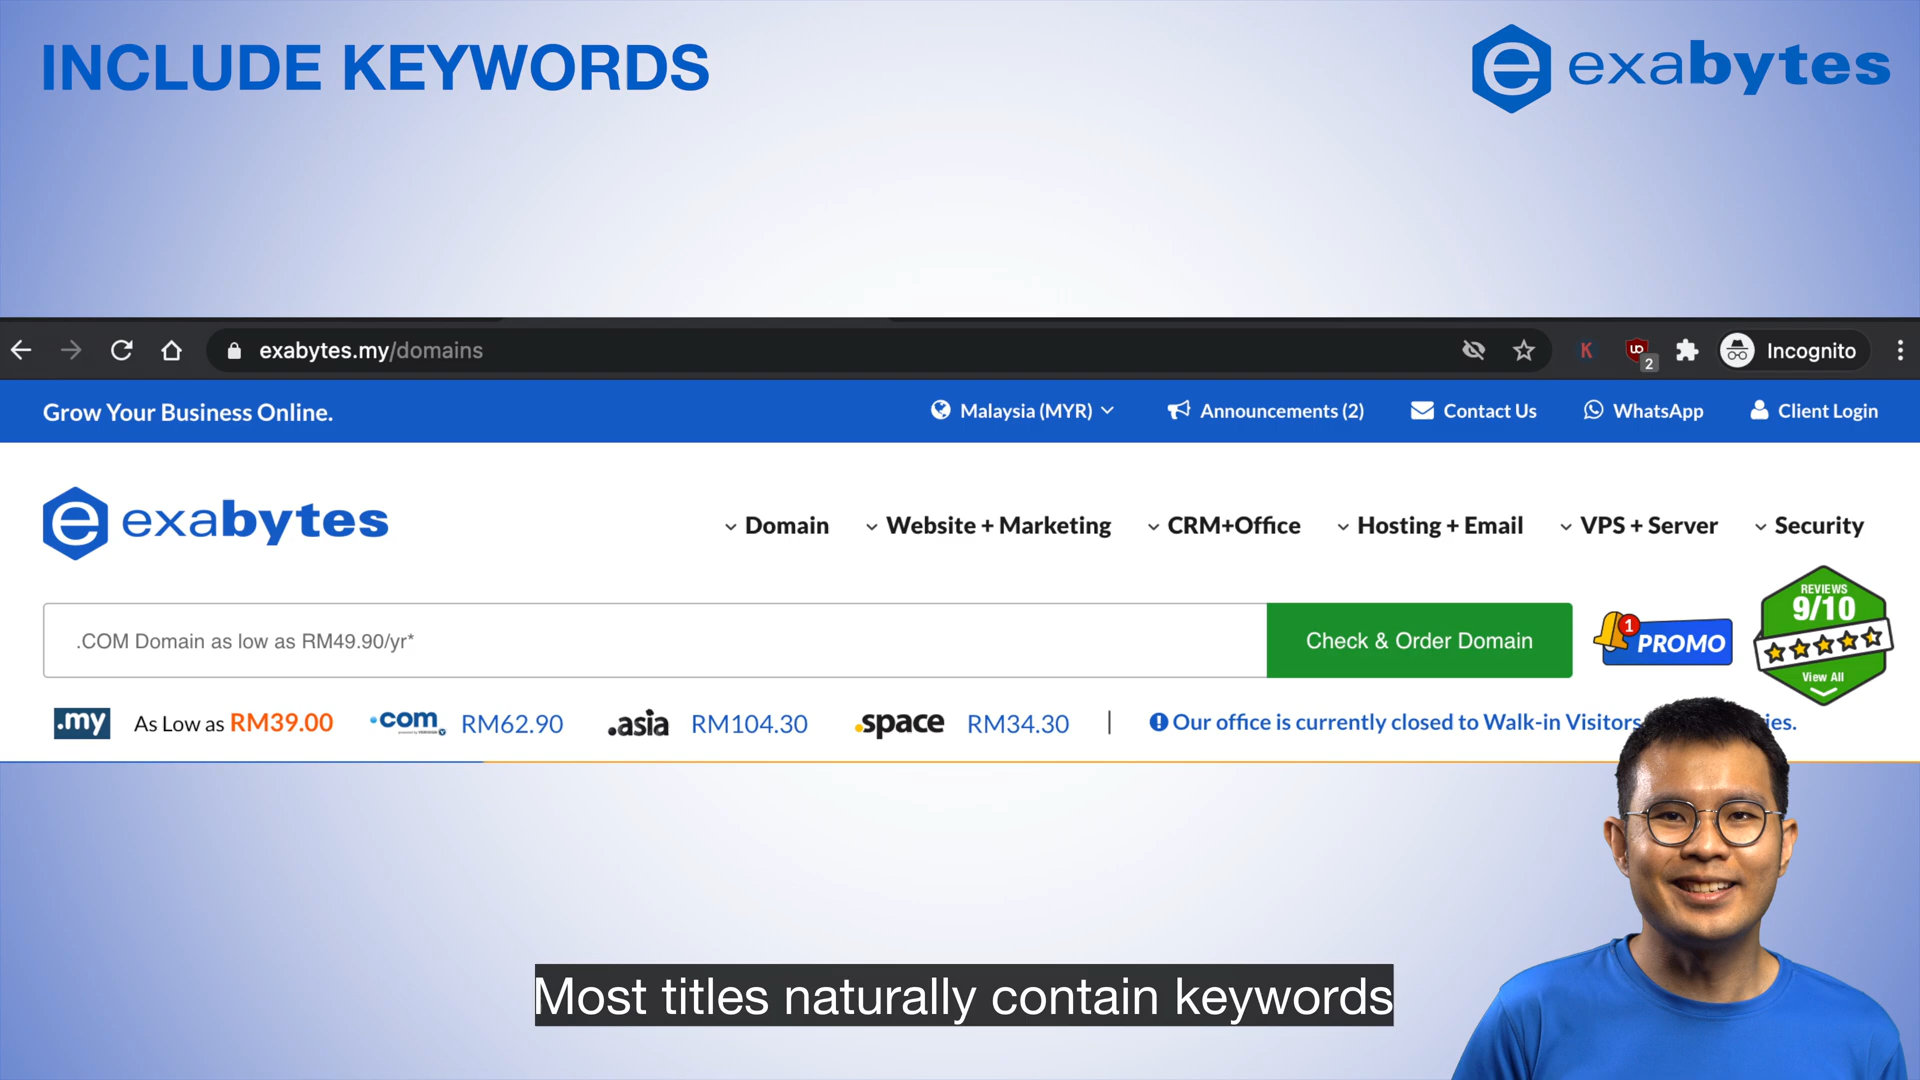 INCLUDE KEYWORDS
exabytes
exabytes.my/domains
K
2
Incognito
Grow Your Business Online.
Malaysia (MYR)
Announcements (2)
Contact Us
WhatsApp
Client Login
exabytes
Domain
Website + Marketing
CRM+Office
Hosting + Email
VPS + Server
Security
.COM Domain as low as RM49.90/yr*
Check & Order Domain
1
PROMO
REVIEWS
9/10
View All
.my As Low as RM39.00
.com RM62.90
.asia RM104.30
.space RM34.30
Our office is currently closed to Walk-in Visitors
Most titles naturally contain keywords